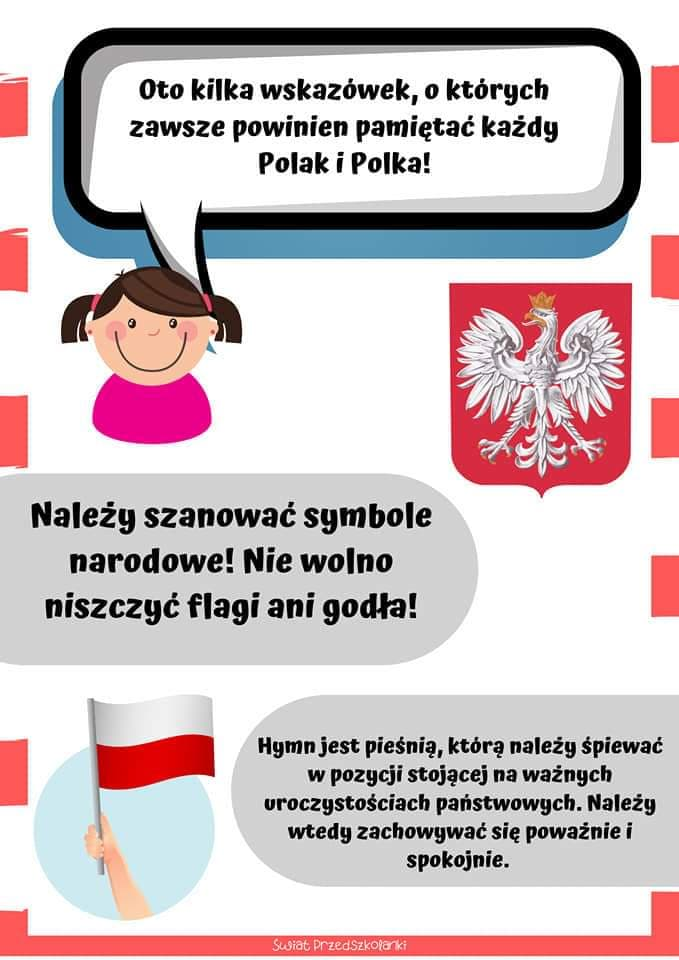 Oto kilka wskazówek, o których
zawsze powinien pamiętać każdy
Polak i Polka!
Należy szanować symbole
narodowe! Nie wolno
niszczyć flagi ani godła!
Hymn jest pieśnią, którą należy śpiewać
w pozycji stojącej na ważnych
uroczystościach państwowych. Należy
wtedy zachowywać się poważnie i
spokojnie.
Świat Przedszkolanki